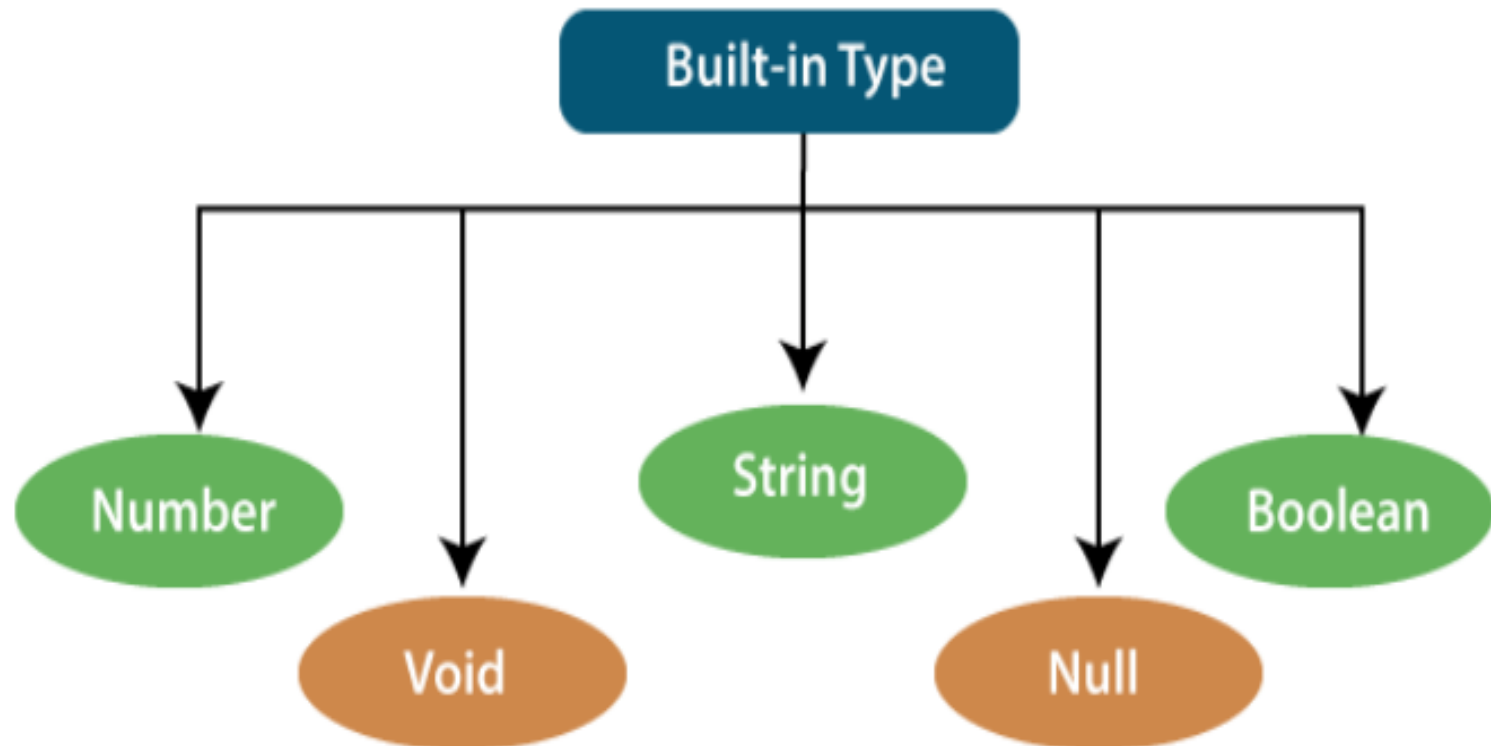 Built-in Type
Number
String
Boolean
Void
Null